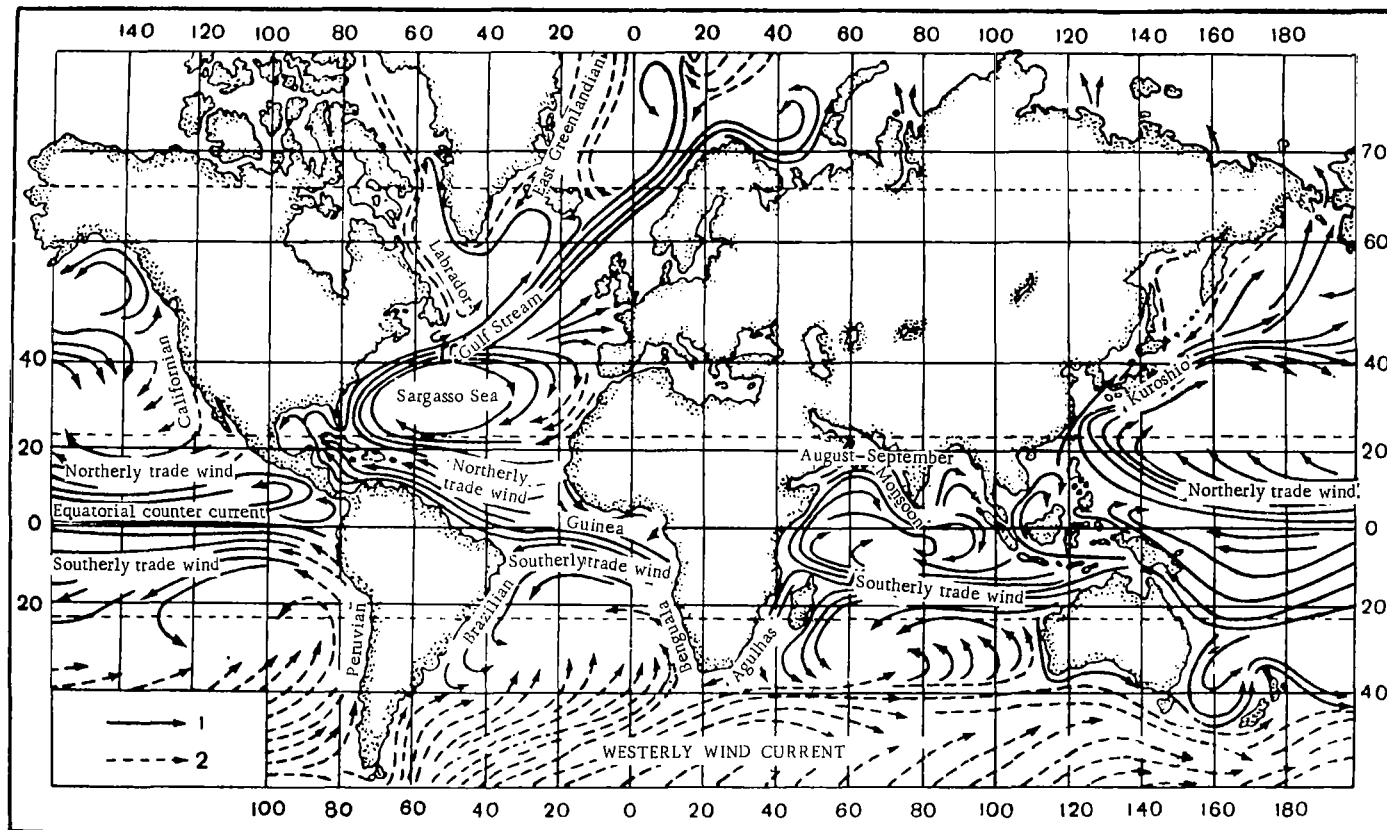 140 120 100 80 60 40 20 0 20 40 60 80 100 120 140 160 180
East Greenlandian
70
Labrador
60
Gulf Stream
40
Californian
Sargasso Sea
Kuroshio
40
20
August–September
20
Northerly trade wind
Northerly
trade wind
Monsoon
Northerly trade wind
Equatorial counter current
Guinea
0
0
Southerly trade wind
Southerly trade wind
Southerly trade wind
20
20
Peruvian
Brazilian
Benguala
Agulhas
40
1
2
WESTERLY WIND CURRENT
100 80 60 40 20 0 20 40 60 80 100 120 140 160 180